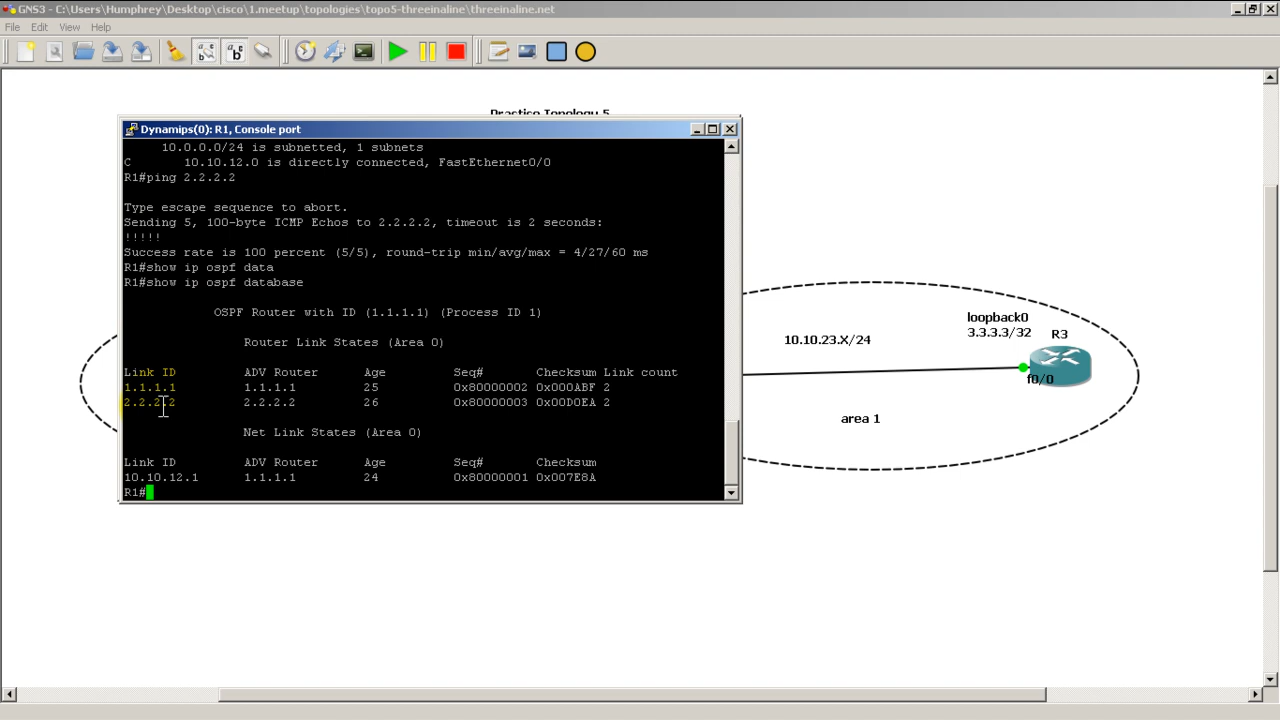 GNS3 - C:\Users\Humphrey\Desktop\cisco\1.meetup\topologies\topo5-threeinaline\threeinaline.net
File Edit View Help
Practice Topology 5
Dynamips(0): R1, Console port
10.0.0.0/24 is subnetted, 1 subnets
C 10.10.12.0 is directly connected, FastEthernet0/0
R1#ping 2.2.2.2
Type escape sequence to abort.
Sending 5, 100-byte ICMP Echos to 2.2.2.2, timeout is 2 seconds:
!!!!!
Success rate is 100 percent (5/5), round-trip min/avg/max = 4/27/60 ms
R1#show ip ospf data
R1#show ip ospf database
OSPF Router with ID (1.1.1.1) (Process ID 1)
Router Link States (Area 0)
Link ID ADV Router Age Seq# Checksum Link count
1.1.1.1 1.1.1.1 25 0x80000002 0x000ABF 2
2.2.2.2 2.2.2.2 26 0x80000003 0x00D0EA 2
Net Link States (Area 0)
Link ID ADV Router Age Seq# Checksum
10.10.12.1 1.1.1.1 24 0x80000001 0x007E8A
R1#
loopback0
3.3.3.3/32
R3
10.10.23.X/24
f0/0
area 1